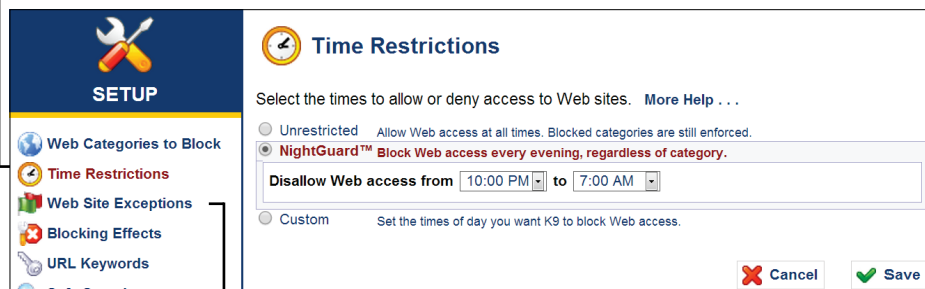 SETUP
Web Categories to Block
Time Restrictions
Web Site Exceptions
Blocking Effects
URL Keywords
Time Restrictions
Select the times to allow or deny access to Web sites. More Help . . .
Unrestricted Allow Web access at all times. Blocked categories are still enforced.
NightGuard™ Block Web access every evening, regardless of category.
Disallow Web access from 10:00 PM to 7:00 AM
Custom Set the times of day you want K9 to block Web access.
Cancel Save